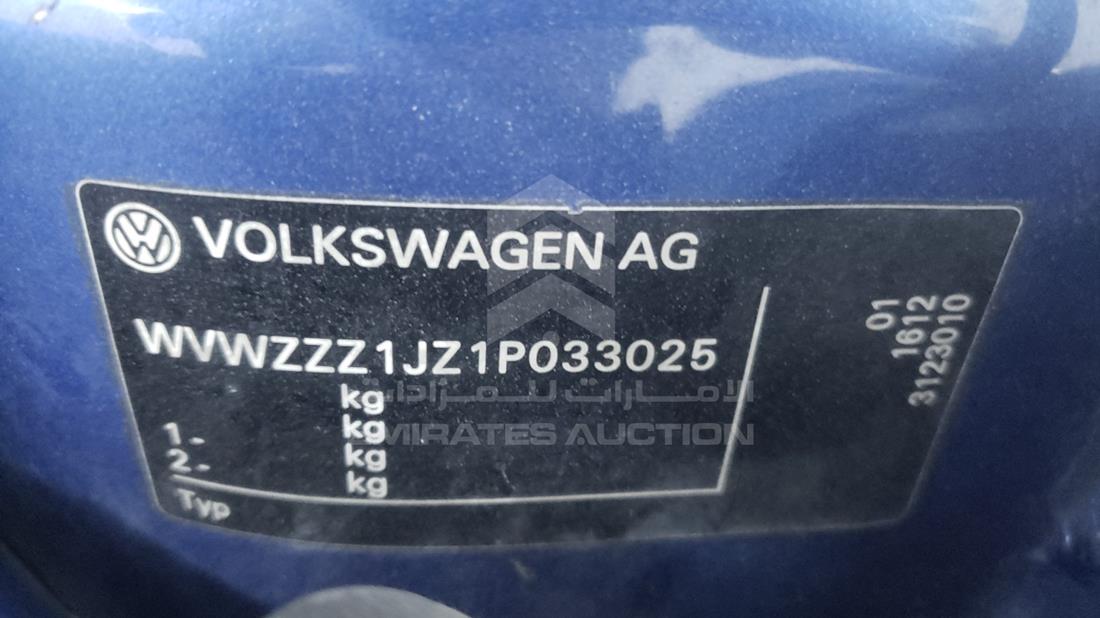 VOLKSWAGEN AG
WVWZZZ1JZ1P033025
kg
1.- kg
2.- kg
kg
Typ
01
1612
3123010
الامارات للمزادات
EMIRATES AUCTION